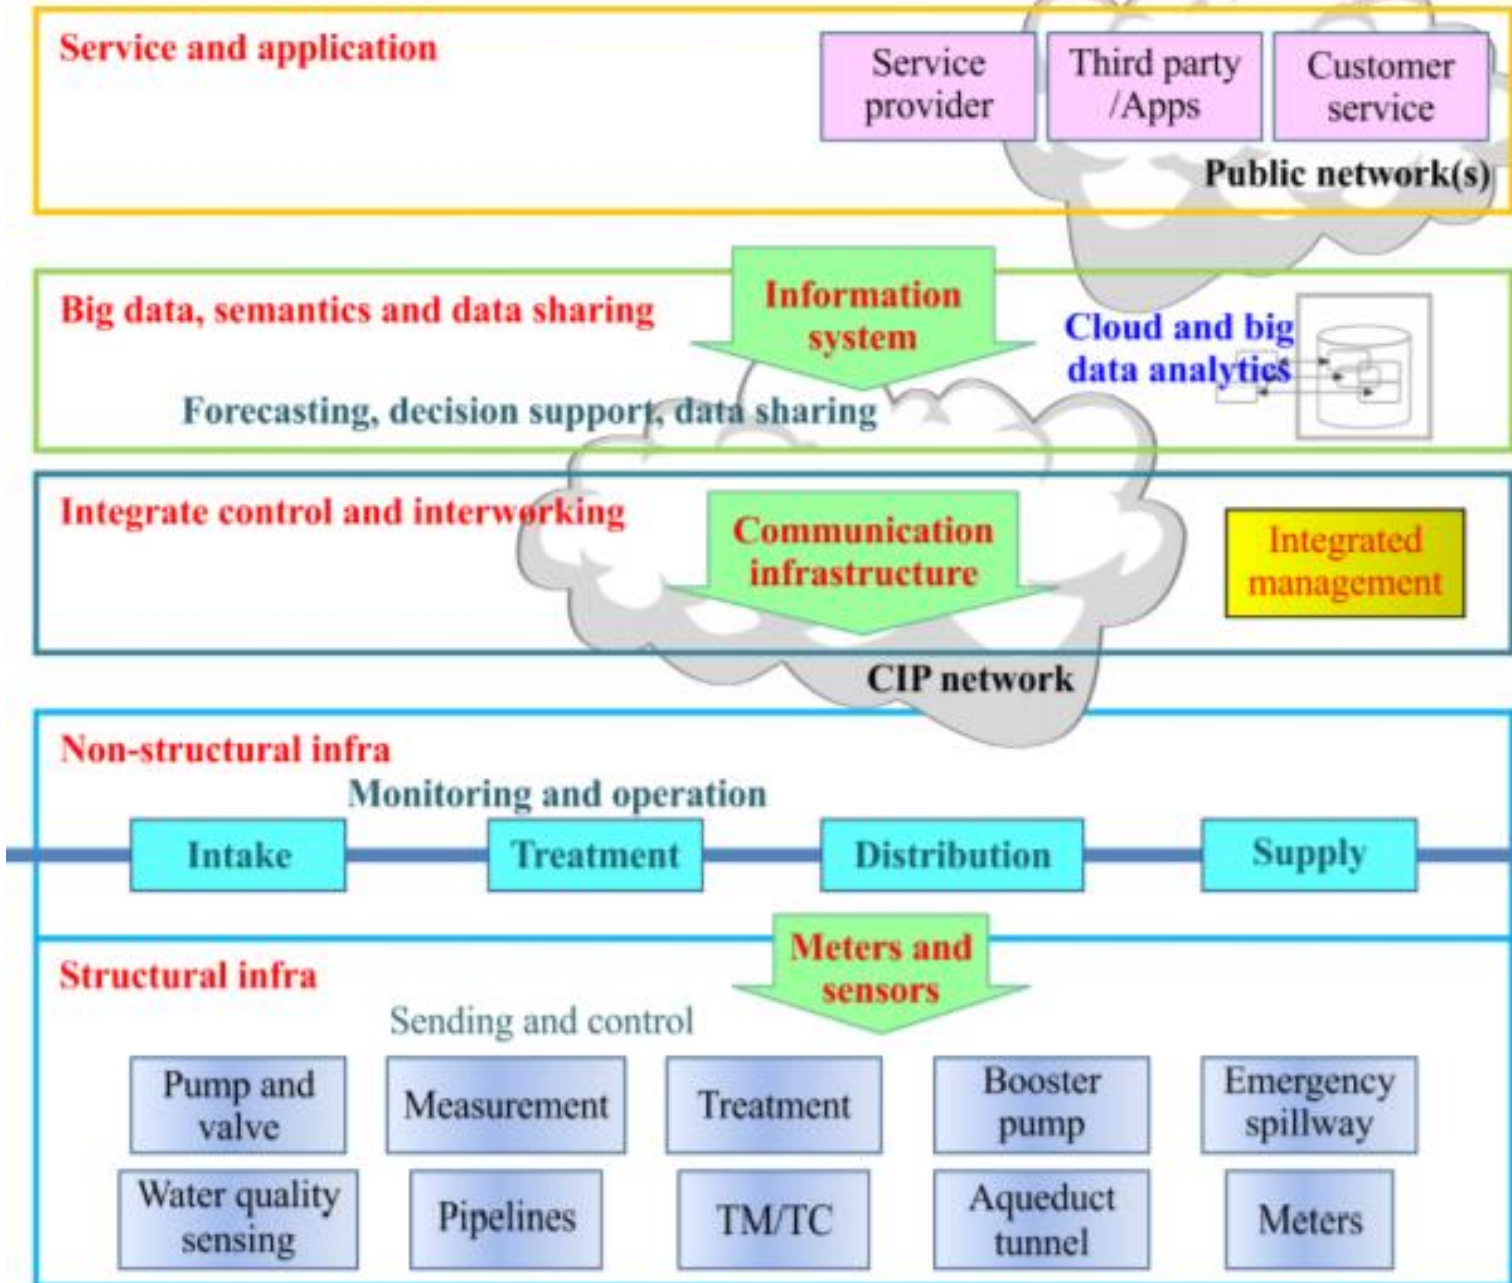 Service and application
Service
provider
Third party
/Apps
Customer
service
Public network(s)
Big data, semantics and data sharing
Information
system
Cloud and big
data analytics
Forecasting, decision support, data sharing
Integrate control and interworking
Communication
infrastructure
Integrated
management
CIP network
Non-structural infra
Monitoring and operation
Intake
Treatment
Distribution
Supply
Meters and
sensors
Structural infra
Sending and control
Pump and
valve
Measurement
Treatment
Booster
pump
Emergency
spillway
Water quality
sensing
Pipelines
TM/TC
Aqueduct
tunnel
Meters